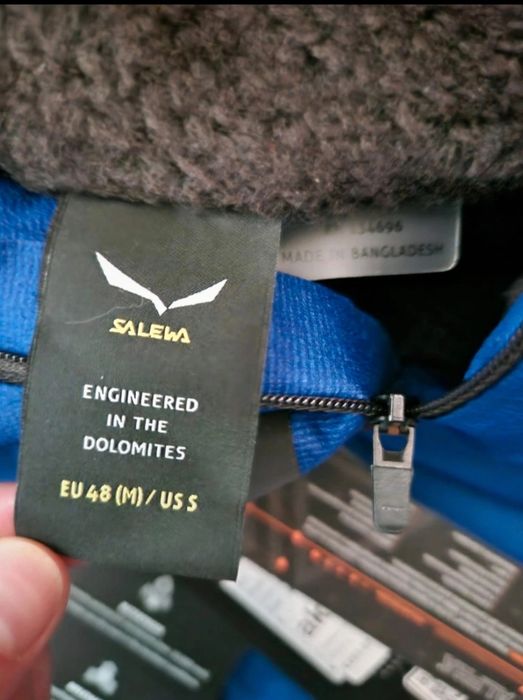 SALEWA
ENGINEERED
IN THE
DOLOMITES
EU 48 (M) / US S
MADE IN BANGLADESH